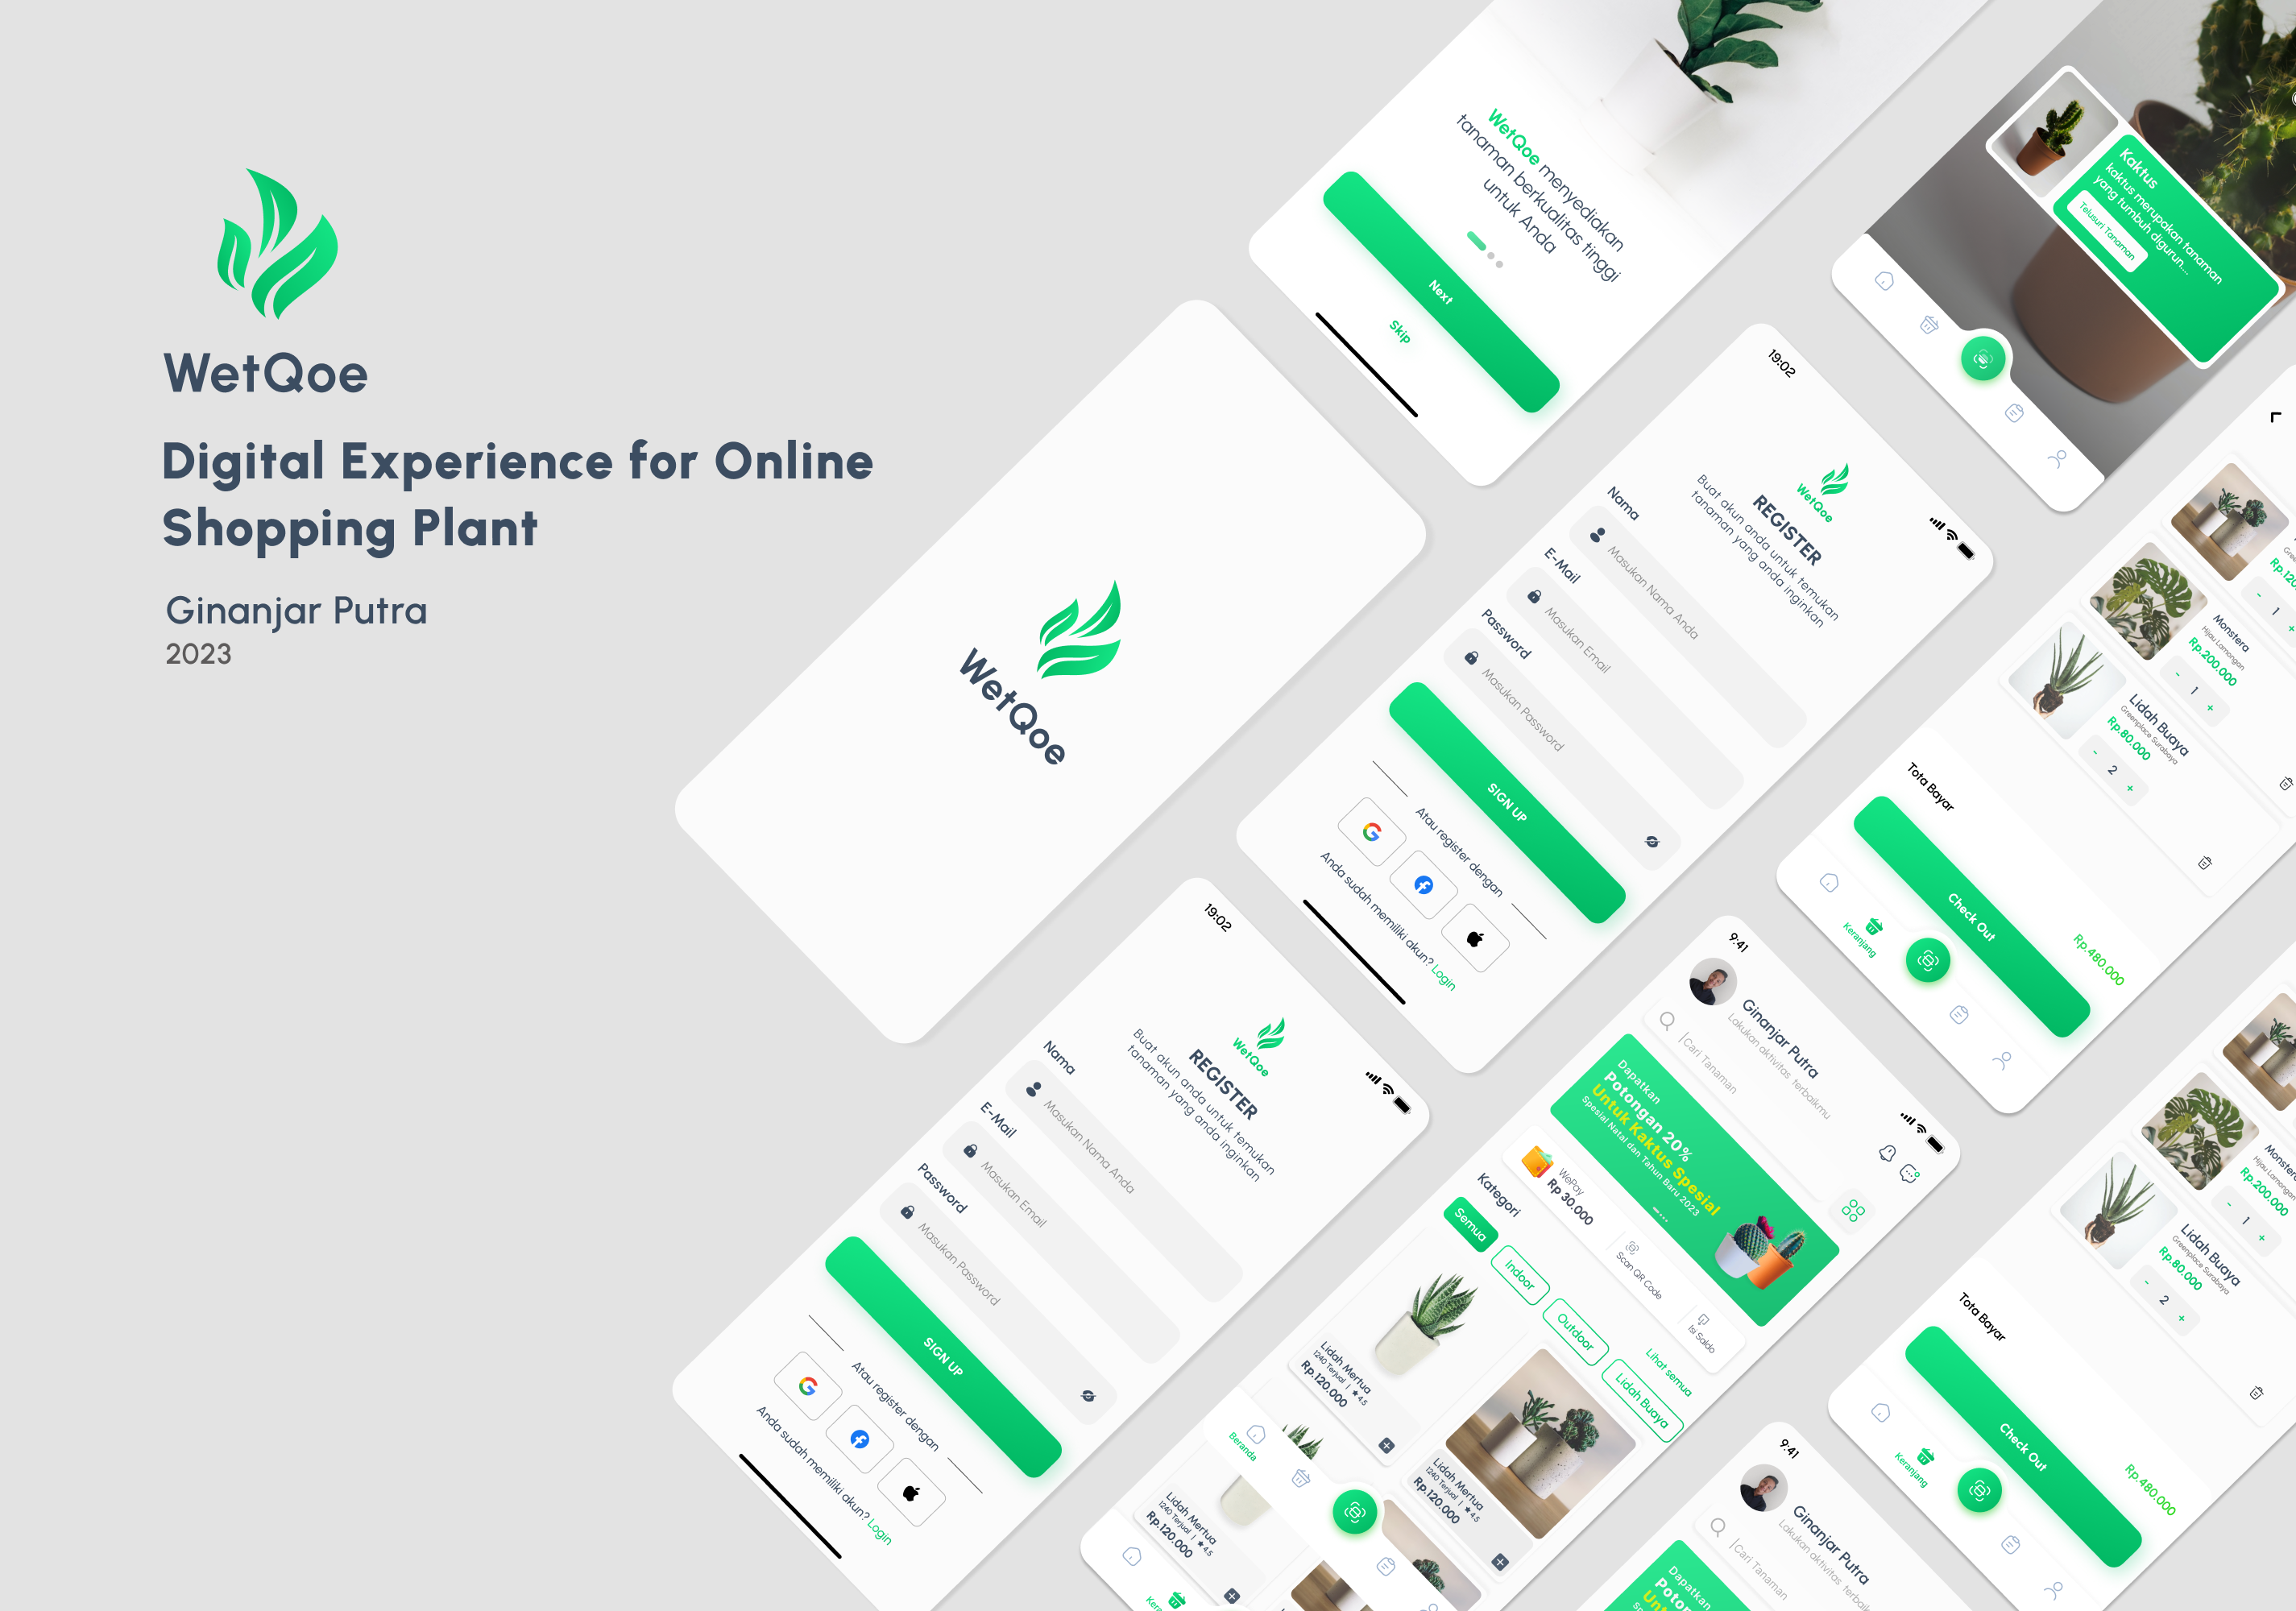 WetQoe
Digital Experience for Online
Shopping Plant
Ginanjar Putra
2023
WetQoe
WetQoe menyediakan
tanaman berkualitas tinggi
untuk Anda
Next
Skip
Kaktus
kaktus merupakan tanaman
yang tumbuh digurun...
Telusuri Tanaman
19:02
WetQoe
REGISTER
Buat akun anda untuk temukan
tanaman yang anda inginkan
Nama
Masukan Nama Anda
E-Mail
Masukan Email
Password
Masukan Password
SIGN UP
Atau register dengan
Anda sudah memiliki akun? Login
Monstera
Hijau Lamongan
Rp.200.000
- 1 +
- 1 +
Lidah Buaya
Greenplace Surabaya
Rp.80.000
- 2 +
Tota Bayar
Rp.480.000
Check Out
Keranjang
19:02
WetQoe
REGISTER
Buat akun anda untuk temukan
tanaman yang anda inginkan
Nama
Masukan Nama Anda
E-Mail
Masukan Email
Password
Masukan Password
SIGN UP
Atau register dengan
Anda sudah memiliki akun? Login
9:41
Ginanjar Putra
Lakukan aktivitas terbaikmu
Cari Tanaman
Dapatkan
Potongan 20%
Untuk Kaktus Spesial
Spesial Natal dan Tahun Baru 2023
WePay
Rp 30.000
Scan QR Code
Isi Saldo
Kategori
Lihat semua
Semua
Indoor
Outdoor
Lidah Buaya
Lidah Mertua
1240 Terjual | ★ 4.5
Rp.120.000
Lidah Mertua
1240 Terjual | ★ 4.5
Rp.120.000
Beranda
Lidah Mertua
1240 Terjual | ★ 4.5
Rp.120.000
Rp.200.000
- 1 +
Lidah Buaya
Greenplace Surabaya
Rp.80.000
- 2 +
Tota Bayar
Rp.480.000
Check Out
Keranjang
9:41
Ginanjar Putra
Lakukan aktivitas
Cari Tanaman
Dapatkan